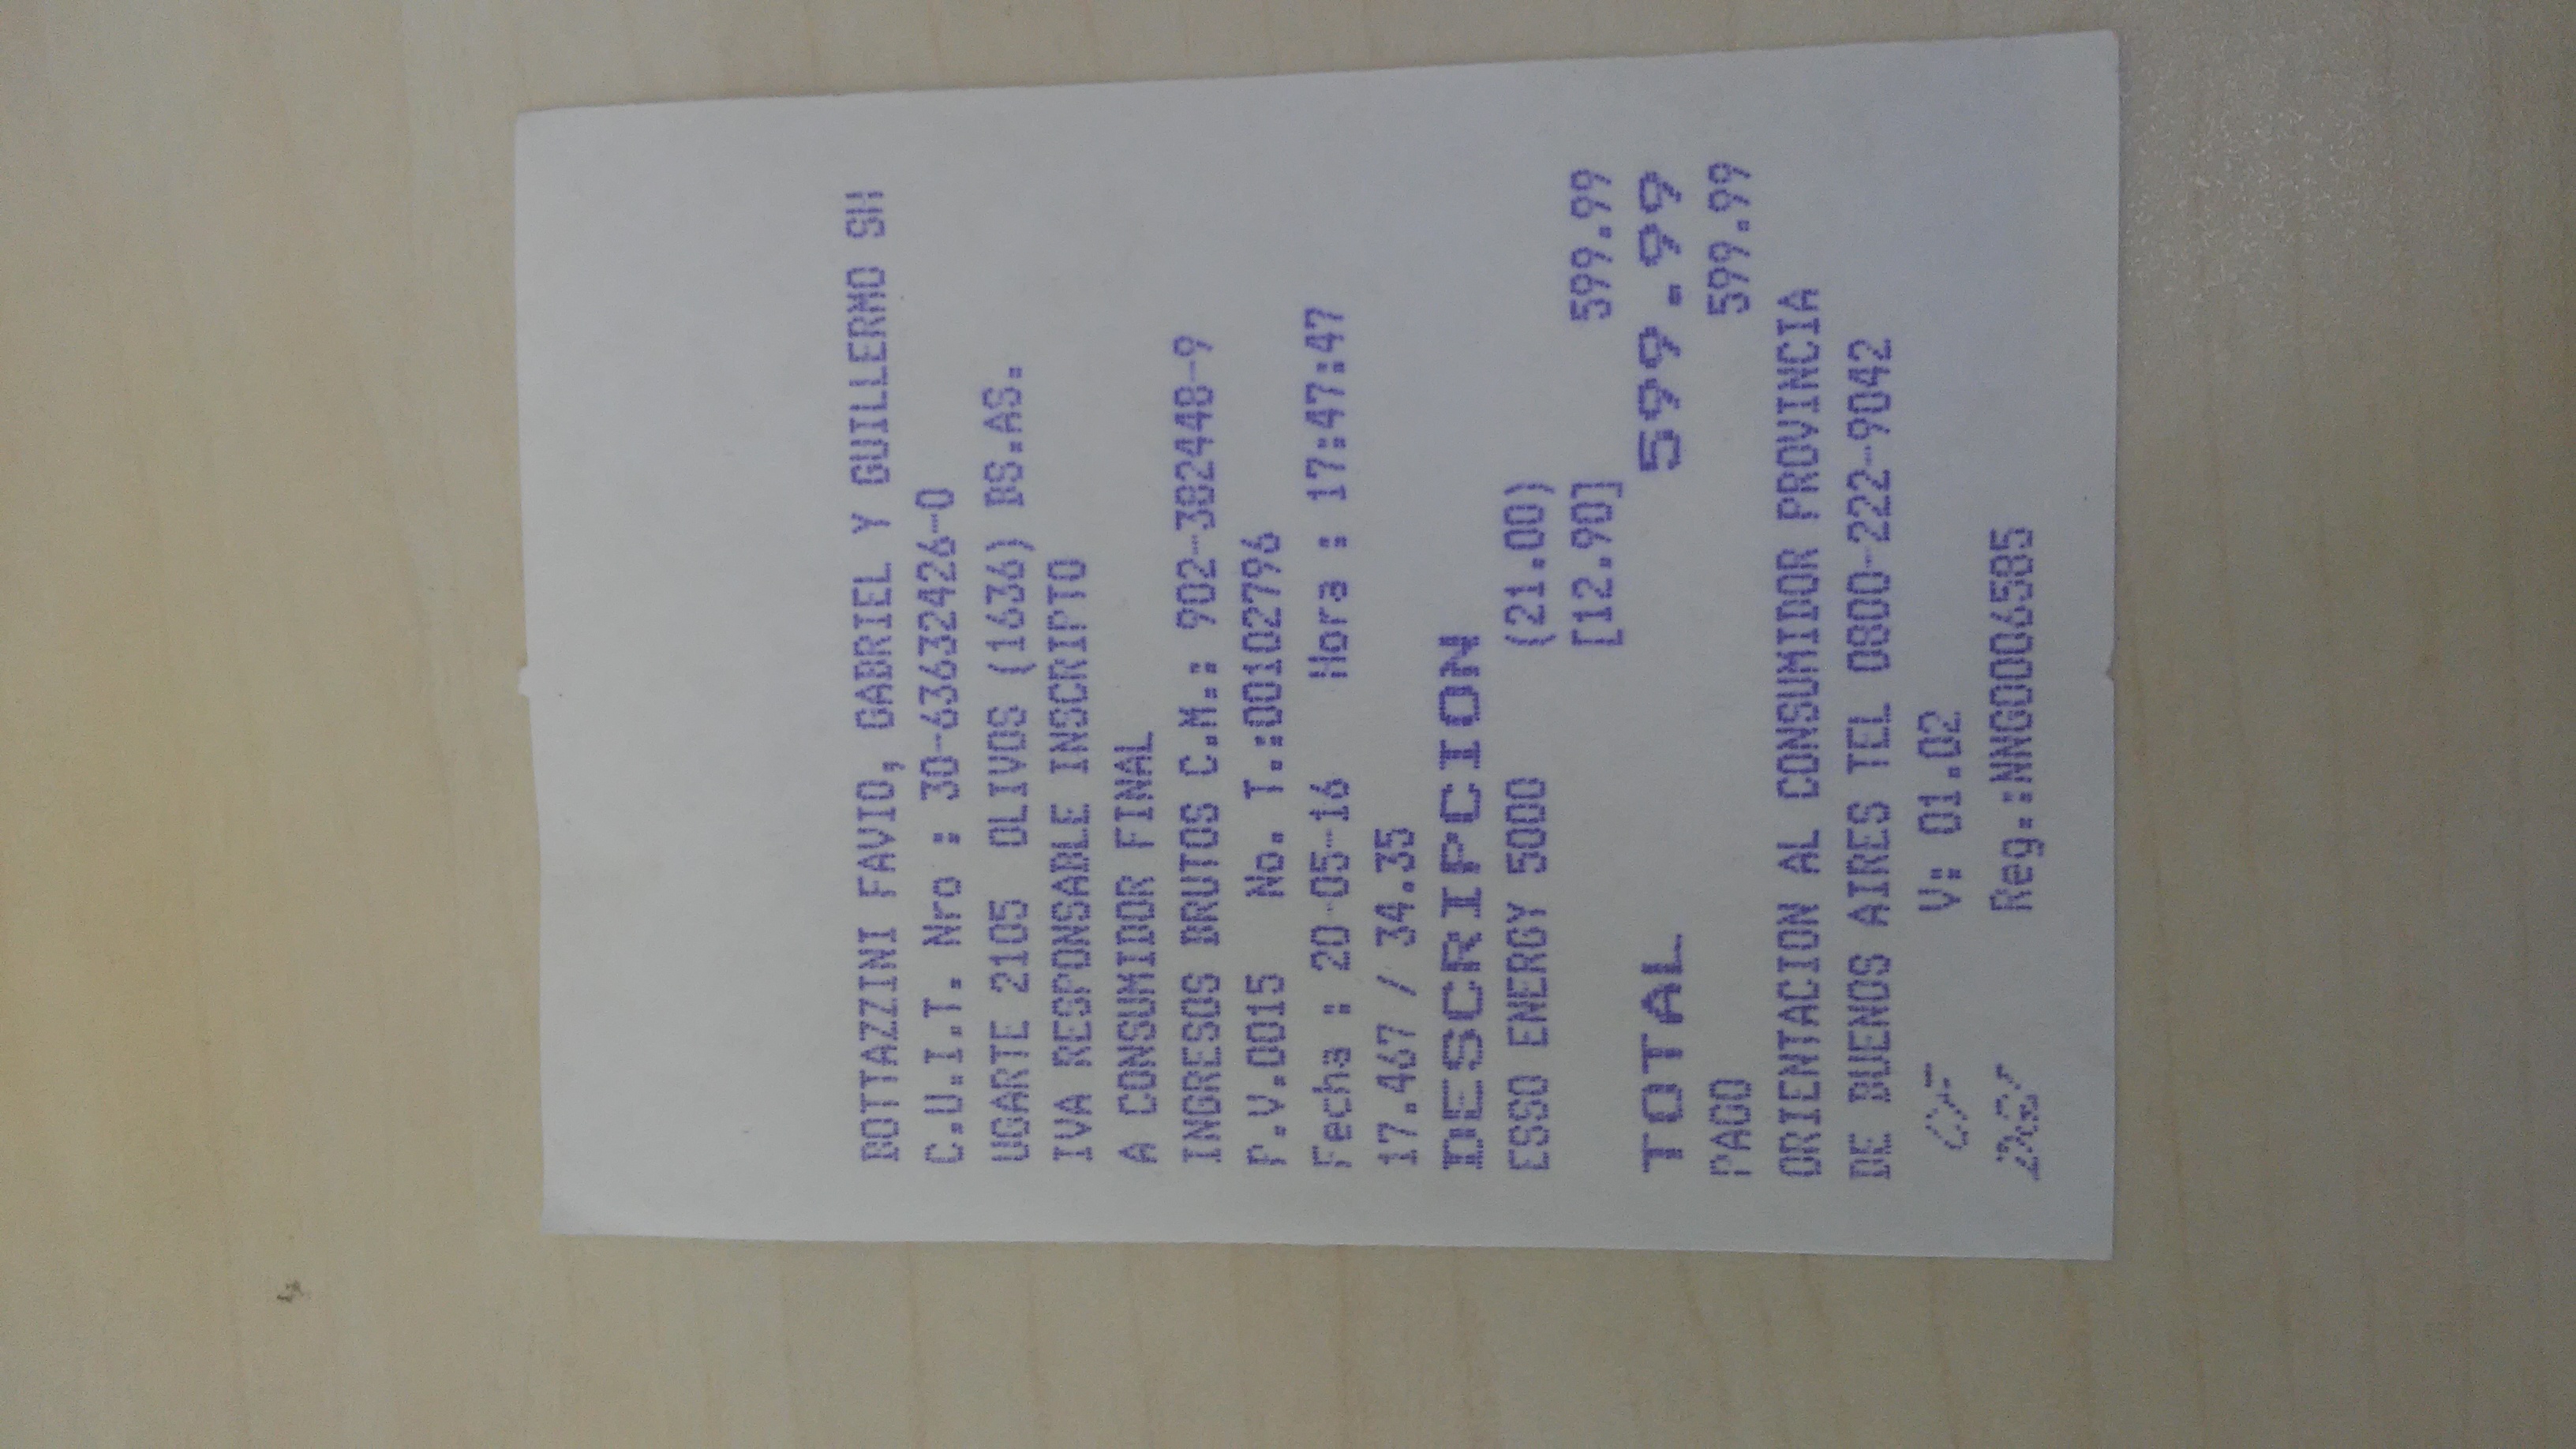 BOTTAZZINI FAVIO, GABRIEL Y GUILLERMO SH
C.U.I.T. Nro : 30-63632426-0
UGARTE 2105 OLIVOS (1636) BS.AS.
IVA RESPONSABLE INSCRIPTO
A CONSUMIDOR FINAL
INGRESOS BRUTOS C.M.: 902-382448-9
P.V.0015 No. T.:00102796
Fecha : 20-05-16 Hora : 17:47:47
17.467 / 34.35
DESCRIPCION
ESSO ENERGY 5000 (21.00)
[12.90] 599.99
TOTAL 599.99
PAGO 599.99
ORIENTACION AL CONSUMIDOR PROVINCIA
DE BUENOS AIRES TEL 0800-222-9042
CF V: 01.02
DGI Reg.:NNG0006585